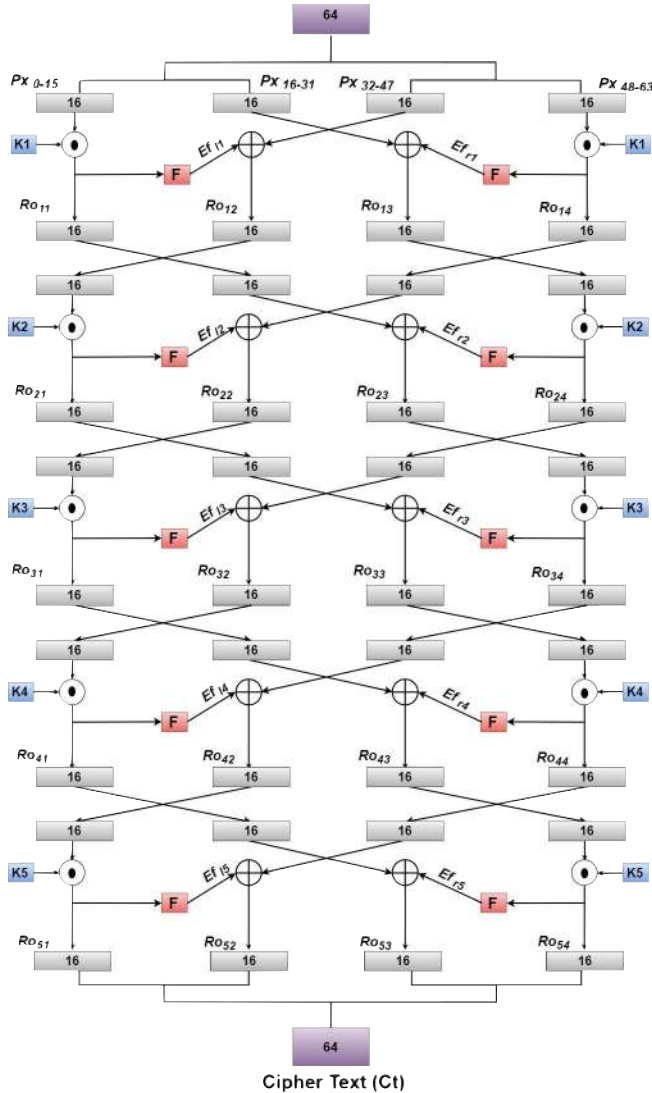 64
Px 0-15 Px 16-31 Px 32-47 Px 48-63
16 16 16 16
K1 Ef l1 Ef r1 K1
F F
Ro11 Ro12 Ro13 Ro14
16 16 16 16
16 16 16 16
K2 Ef l2 Ef r2 K2
F F
Ro21 Ro22 Ro23 Ro24
16 16 16 16
16 16 16 16
K3 Ef l3 Ef r3 K3
F F
Ro31 Ro32 Ro33 Ro34
16 16 16 16
16 16 16 16
K4 Ef l4 Ef r4 K4
F F
Ro41 Ro42 Ro43 Ro44
16 16 16 16
16 16 16 16
K5 Ef l5 Ef r5 K5
F F
Ro51 Ro52 Ro53 Ro54
16 16 16 16
64
Cipher Text (Ct)